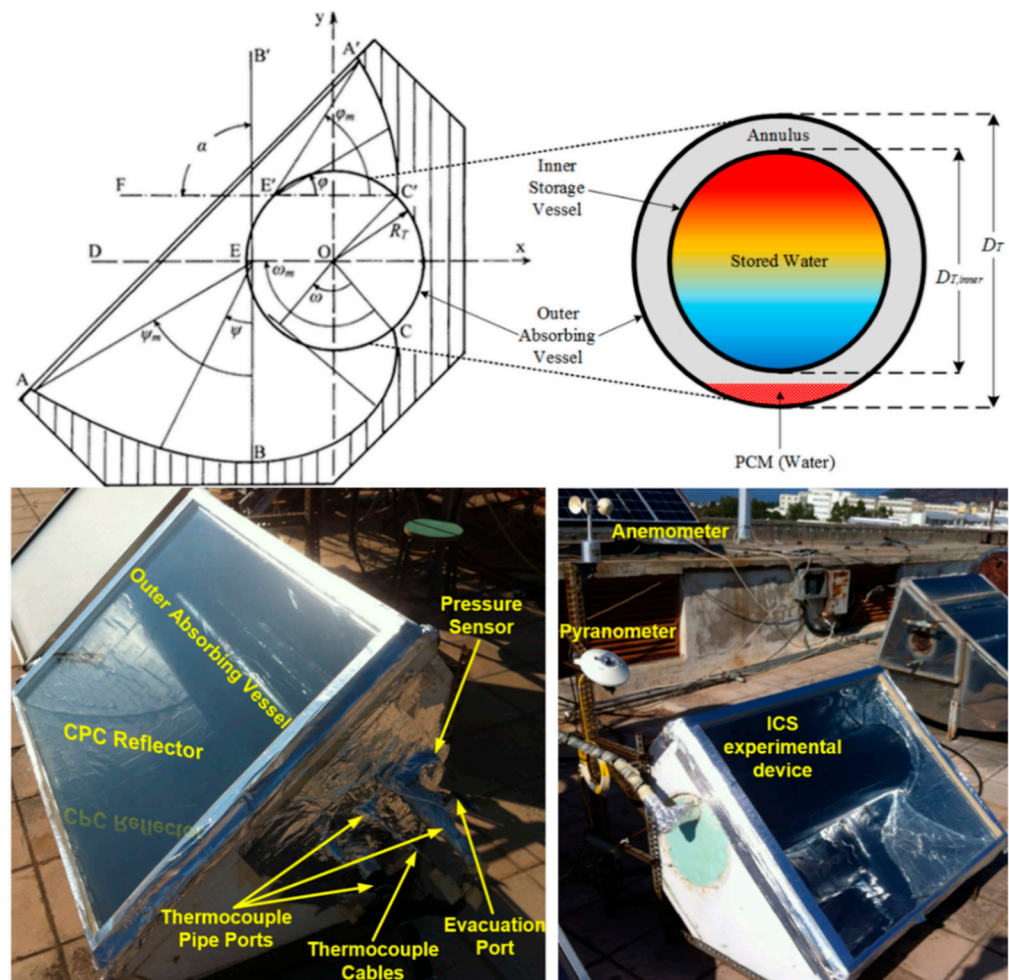 y
A'
B'
φm
α
F
E'
φ
C'
RT
D
E
O
x
ωm
ω
ψm
ψ
C
A
B
Annulus
Inner
Storage
Vessel
Stored Water
DT
DT,inner
Outer
Absorbing
Vessel
PCM (Water)
Outer Absorbing Vessel
Pressure
Sensor
CPC Reflector
CPC Reflector
Thermocouple
Pipe Ports
Thermocouple
Cables
Evacuation
Port
Anemometer
Pyranometer
ICS
experimental
device